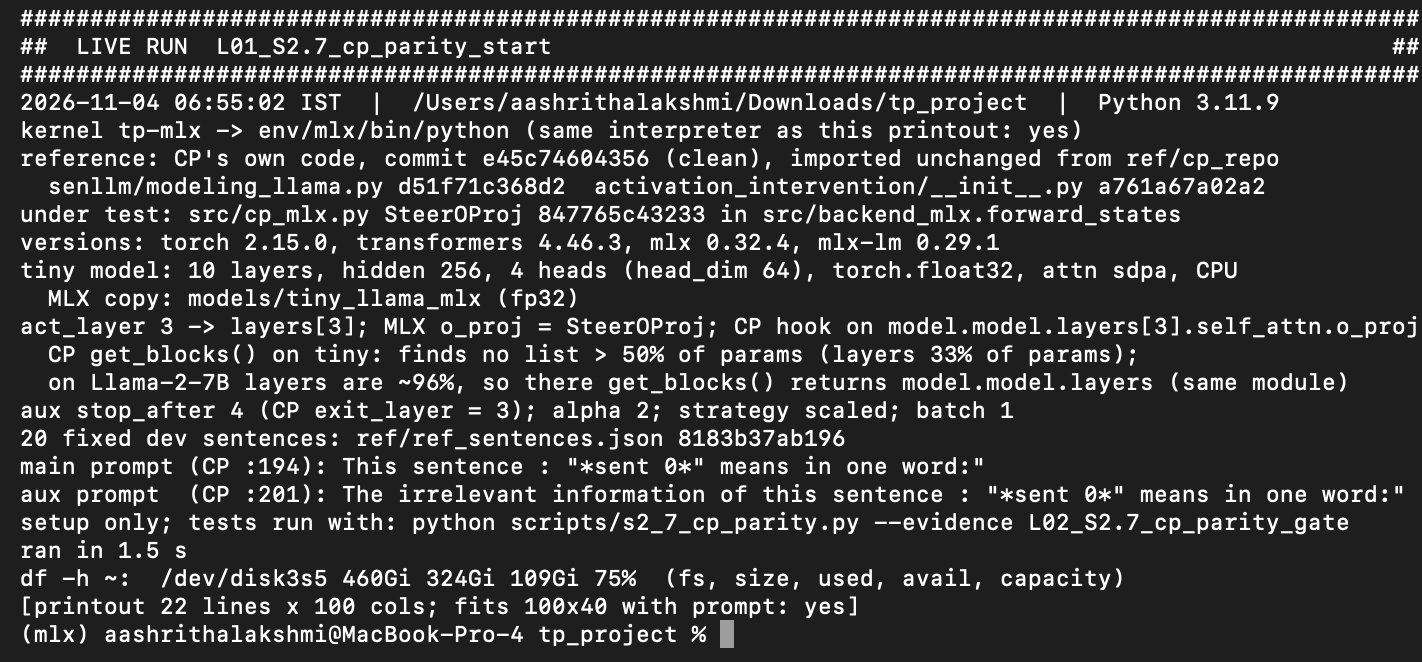 ####################################################################################################
##  LIVE RUN  L01_S2.7_cp_parity_start                                                            ##
####################################################################################################
2026-11-04 06:55:02 IST  |  /Users/aashrithalakshmi/Downloads/tp_project  |  Python 3.11.9
kernel tp-mlx -> env/mlx/bin/python (same interpreter as this printout: yes)
reference: CP's own code, commit e45c74604356 (clean), imported unchanged from ref/cp_repo
  senllm/modeling_llama.py d51f71c368d2  activation_intervention/__init__.py a761a67a02a2
under test: src/cp_mlx.py SteerOProj 847765c43233 in src/backend_mlx.forward_states
versions: torch 2.15.0, transformers 4.46.3, mlx 0.32.4, mlx-lm 0.29.1
tiny model: 10 layers, hidden 256, 4 heads (head_dim 64), torch.float32, attn sdpa, CPU
  MLX copy: models/tiny_llama_mlx (fp32)
act_layer 3 -> layers[3]; MLX o_proj = SteerOProj; CP hook on model.model.layers[3].self_attn.o_proj
  CP get_blocks() on tiny: finds no list > 50% of params (layers 33% of params);
  on Llama-2-7B layers are ~96%, so there get_blocks() returns model.model.layers (same module)
aux stop_after 4 (CP exit_layer = 3); alpha 2; strategy scaled; batch 1
20 fixed dev sentences: ref/ref_sentences.json 8183b37ab196
main prompt (CP :194): This sentence : "*sent 0*" means in one word:"
aux prompt  (CP :201): The irrelevant information of this sentence : "*sent 0*" means in one word:"
setup only; tests run with: python scripts/s2_7_cp_parity.py --evidence L02_S2.7_cp_parity_gate
ran in 1.5 s
df -h ~:  /dev/disk3s5 460Gi 324Gi 109Gi 75%  (fs, size, used, avail, capacity)
[printout 22 lines x 100 cols; fits 100x40 with prompt: yes]
(mlx) aashrithalakshmi@MacBook-Pro-4 tp_project %